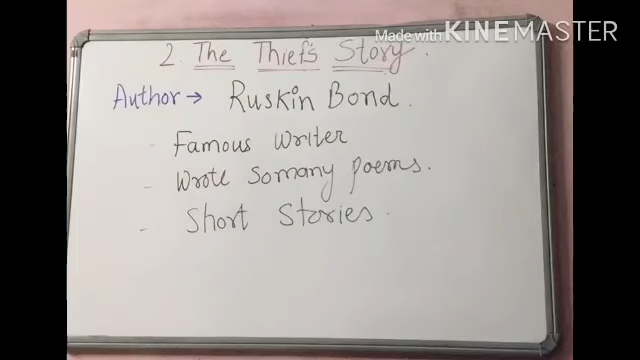 Made with KINEMASTER
2. The Thief's Story.
Author → Ruskin Bond.
- Famous writer
- Wrote Somany poems.
- Short Stories.